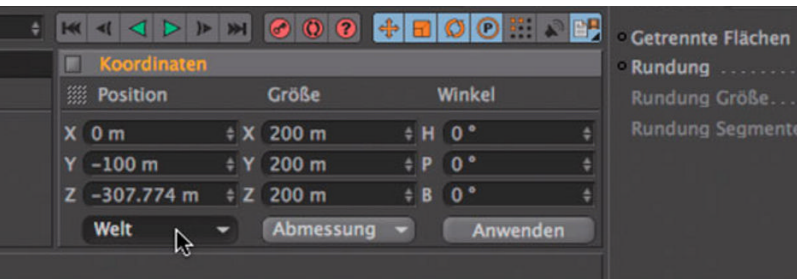 Koordinaten
Position Größe Winkel
X 0 m X 200 m H 0 °
Y -100 m Y 200 m P 0 °
Z -307.774 m Z 200 m B 0 °
Welt Abmessung Anwenden
P
?
Getrennte Flächen
Rundung ........
Rundung Größe...
Rundung Segmente